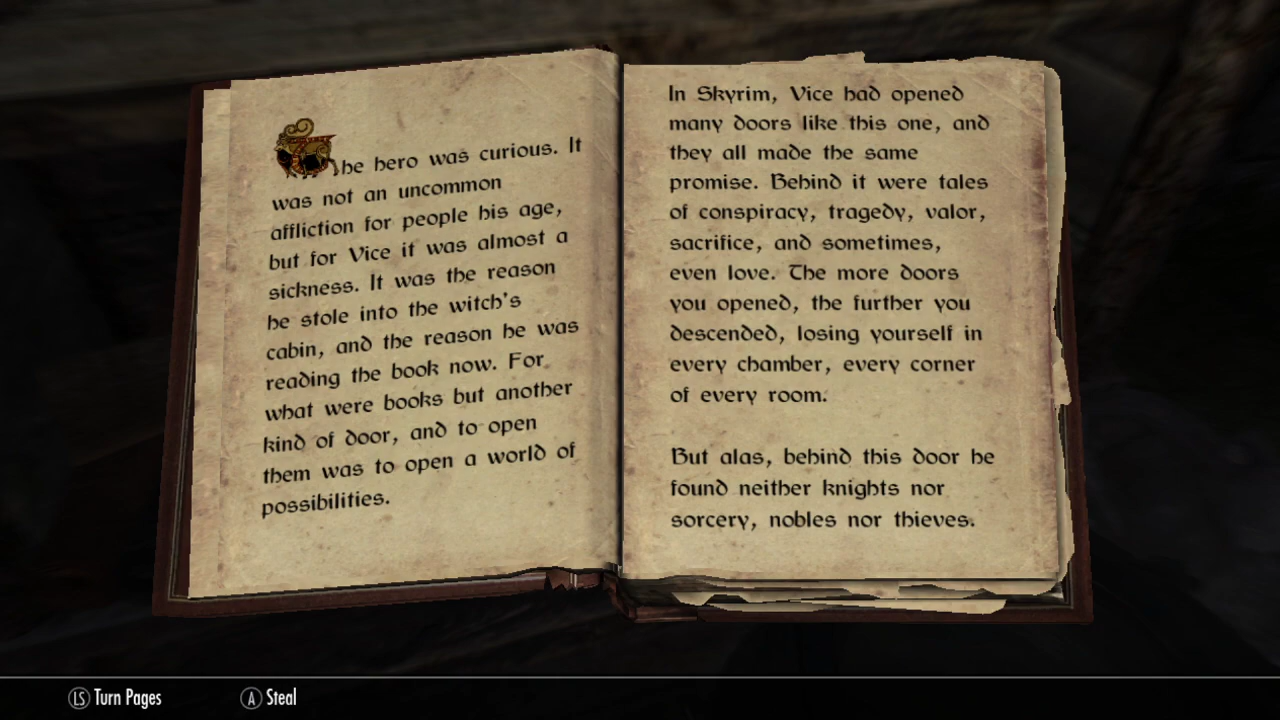 The hero was curious. It
was not an uncommon
affliction for people his age,
but for Vice it was almost a
sickness. It was the reason
he stole into the witch's
cabin, and the reason he was
reading the book now. For
what were books but another
kind of door, and to open
them was to open a world of
possibilities.
In Skyrim, Vice had opened
many doors like this one, and
they all made the same
promise. Behind it were tales
of conspiracy, tragedy, valor,
sacrifice, and sometimes,
even love. The more doors
you opened, the further you
descended, losing yourself in
every chamber, every corner
of every room.
But alas, behind this door he
found neither knights nor
sorcery, nobles nor thieves.
LS Turn Pages
A Steal